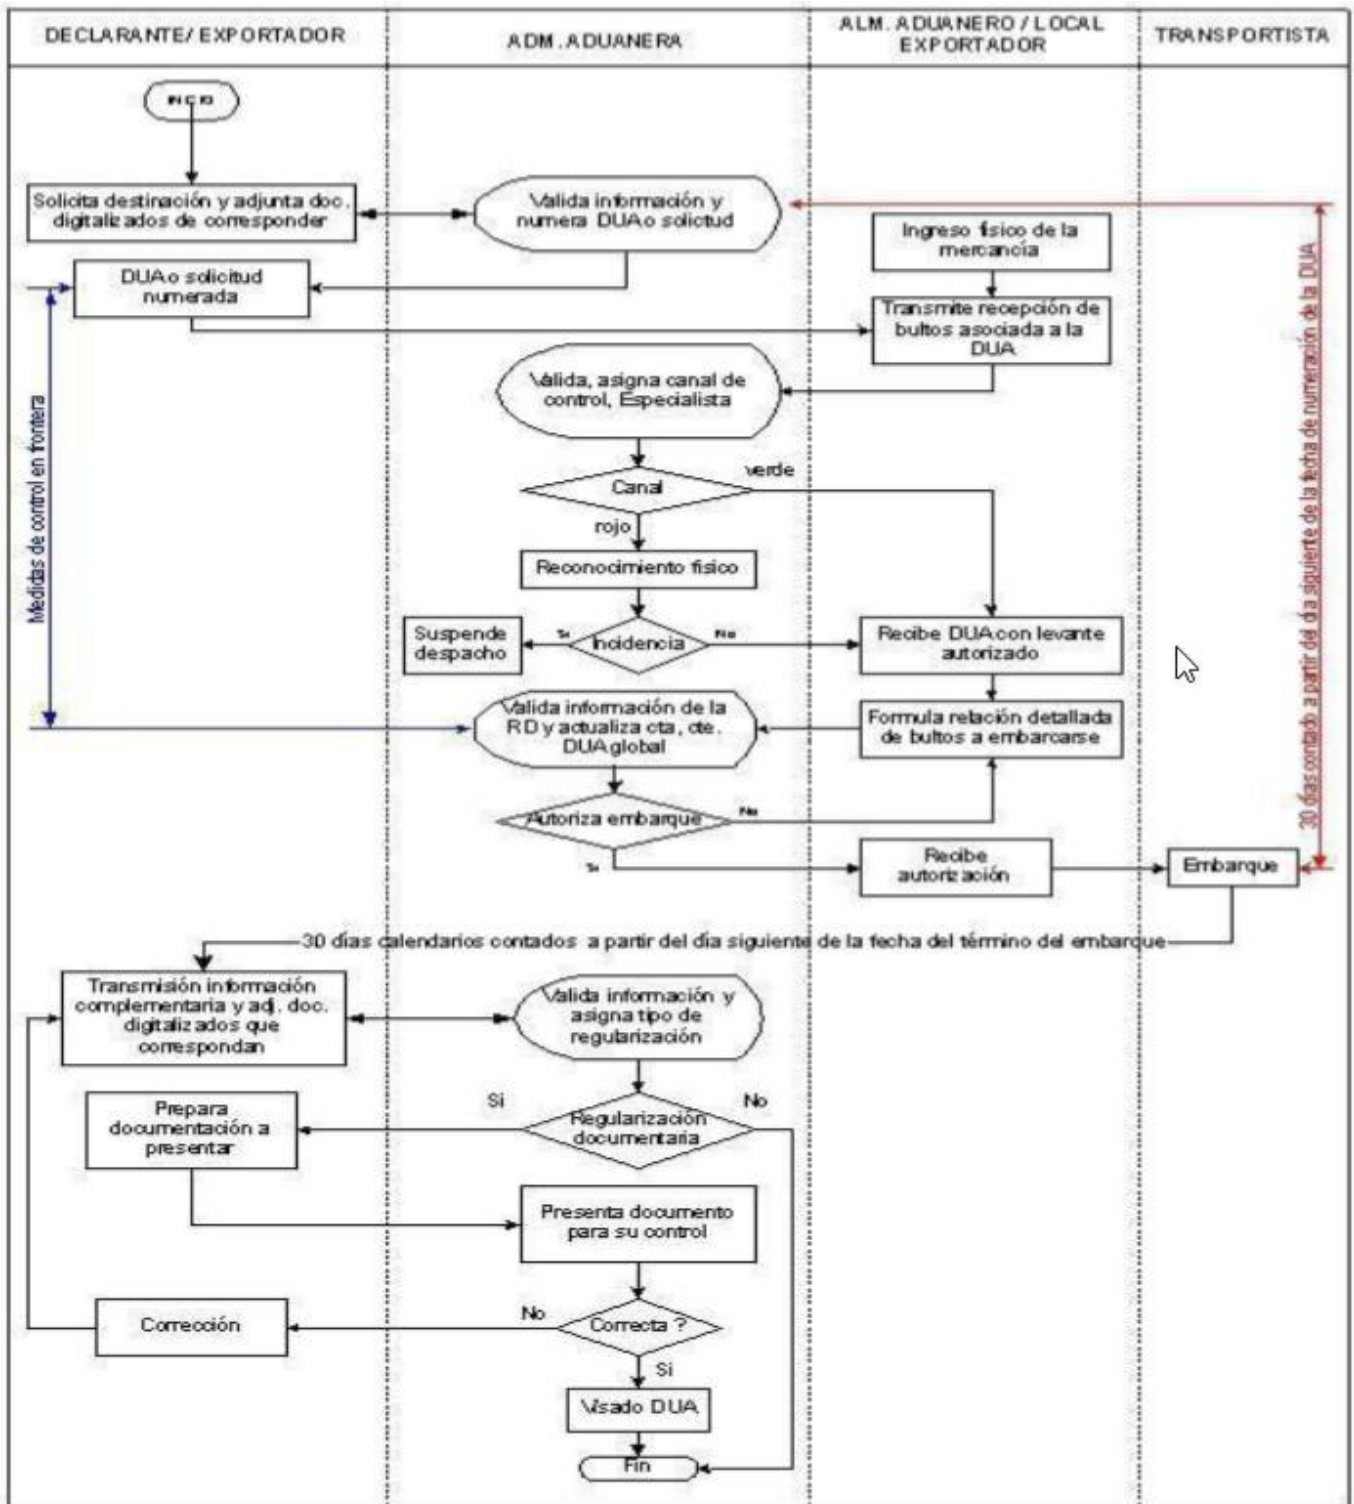 DECLARANTE/ EXPORTADOR
ADM. ADUANERA
ALM. ADUANERO / LOCAL
EXPORTADOR
TRANSPORTISTA
INCIO
Solicita destinación y adjunta doc.
digitalizados de corresponder
Valida información y
numera DUA o solictud
Ingreso físico de la
mercancía
DUA o solicitud
numerada
Transmite recepción de
bultos asociada a la
DUA
Valida, asigna canal de
control, Especialista
Canal
verde
rojo
Reconocimiento fisico
Incidencia
Si
No
Suspende
despacho
Recibe DUA con levante
autorizado
Valida información de la
RD y actualiza cta, cte.
DUA global
Formula relación detallada
de bultos a embarcarse
Autoriza embarque
No
Si
Recibe
autorización
Embarque
Medidas de control en frontera
30 días contado a partir del día siguiente de la fecha de numeración de la DUA
30 días calendarios contados a partir del día siguiente de la fecha del término del embarque
Transmisión información
complementaria y adj. doc.
digitalizados que
correspondan
Valida información y
asigna tipo de
regularización
Si
No
Regularización
documentaria
Prepara
documentación a
presentar
Presenta documento
para su control
Corrección
No
Correcta ?
Si
Visado DUA
Fin